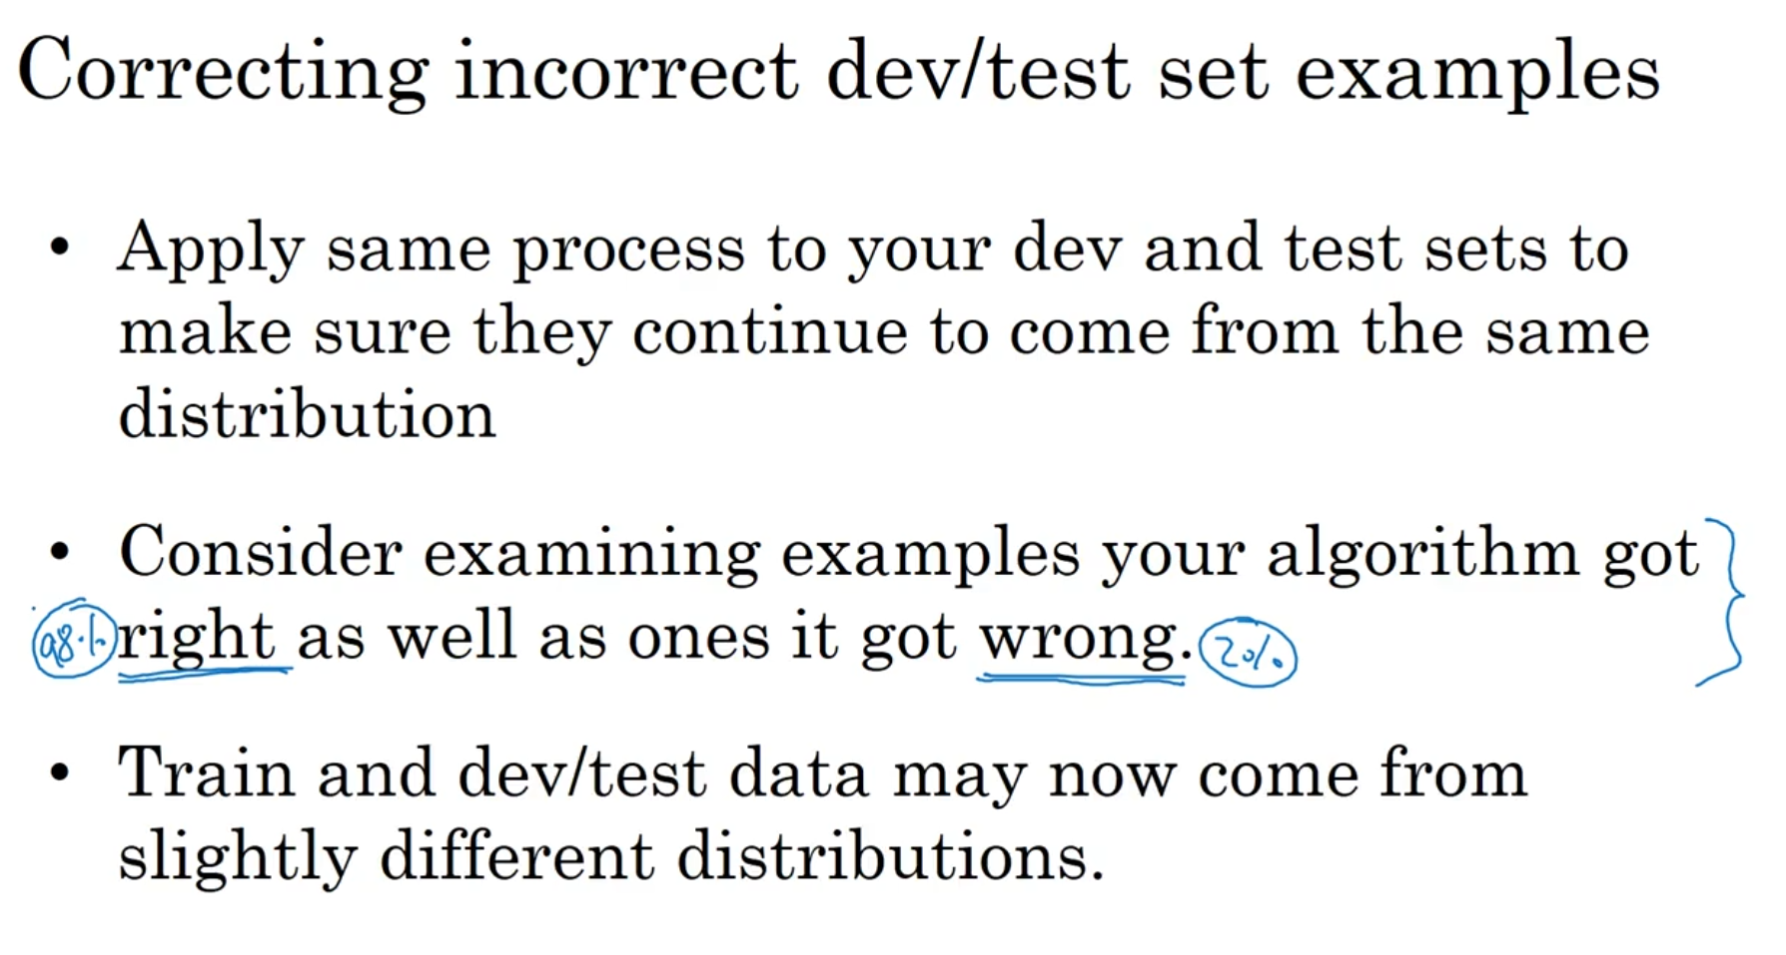 Correcting incorrect dev/test set examples
• Apply same process to your dev and test sets to
make sure they continue to come from the same
distribution
• Consider examining examples your algorithm got
98% right as well as ones it got wrong. 2%
• Train and dev/test data may now come from
slightly different distributions.